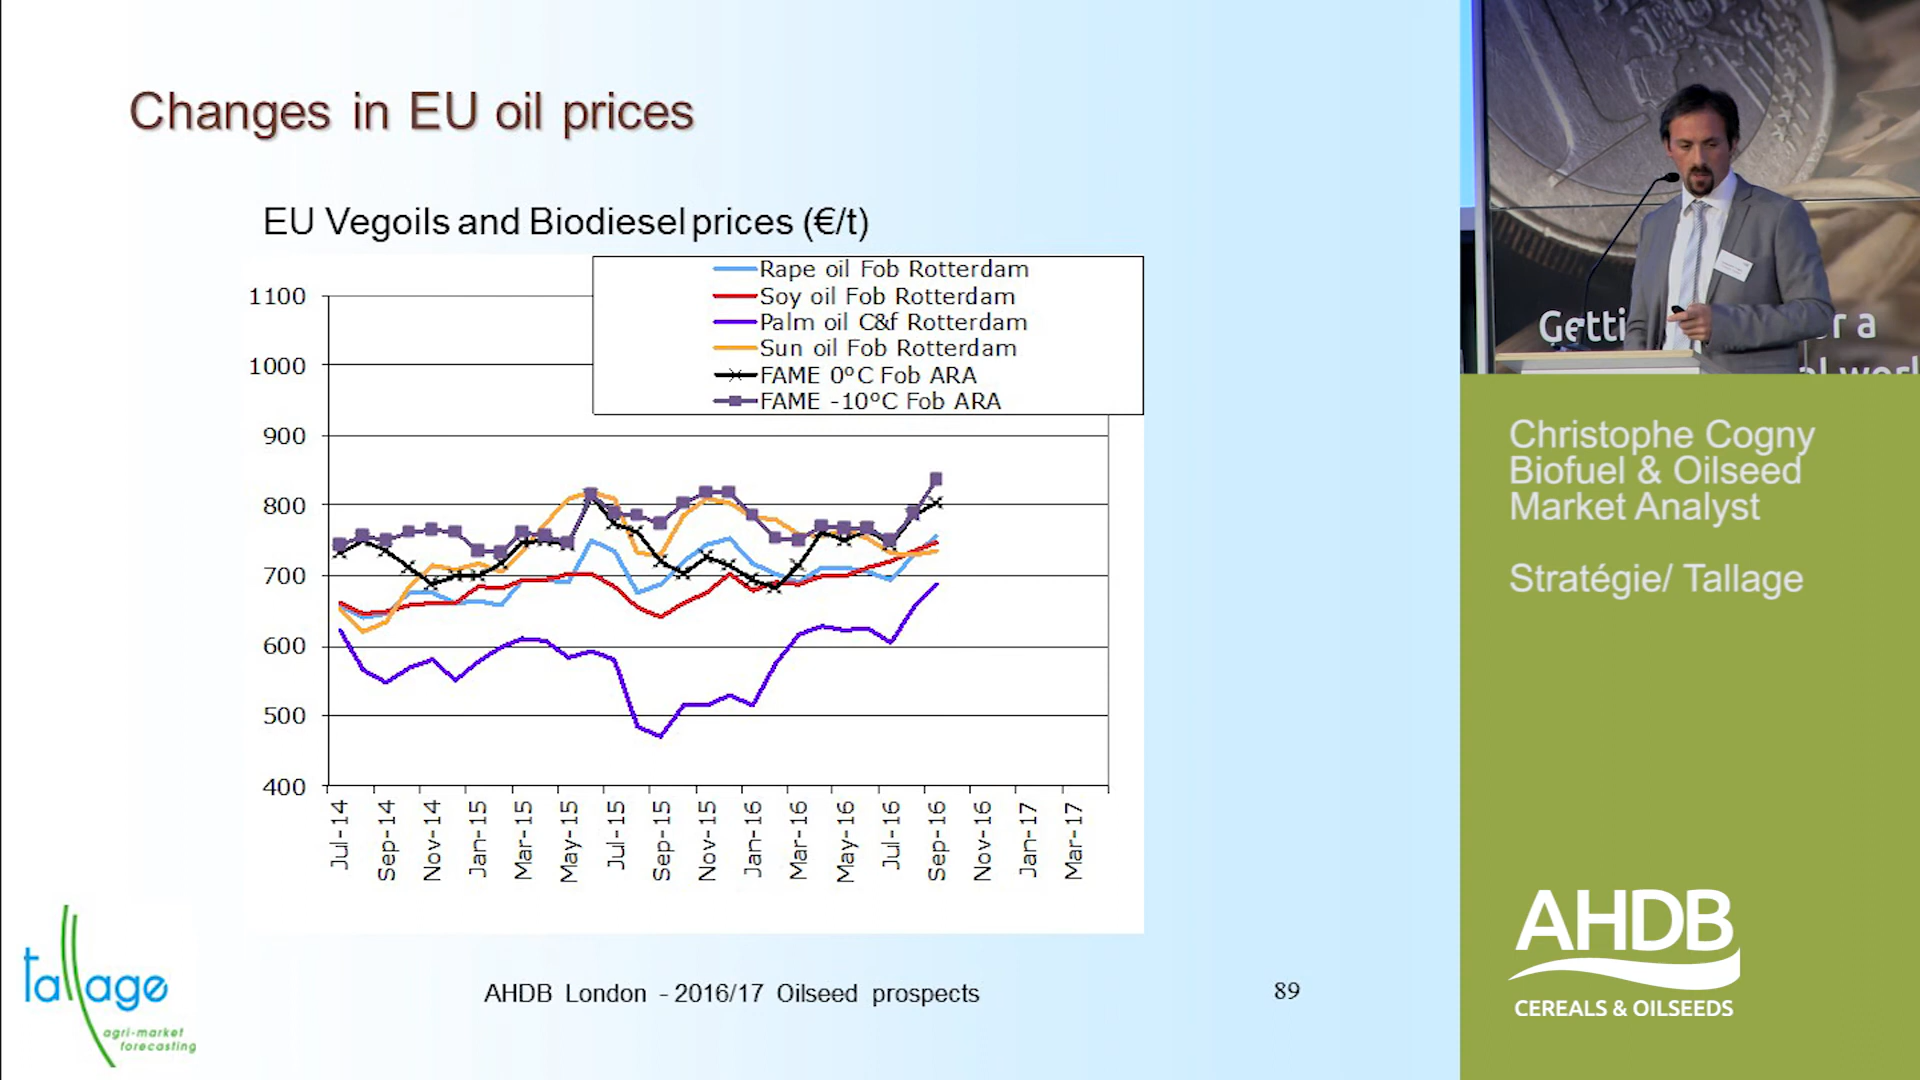 Changes in EU oil prices
EU Vegoils and Biodiesel prices (€/t)
Rape oil Fob Rotterdam
Soy oil Fob Rotterdam
Palm oil C&f Rotterdam
Sun oil Fob Rotterdam
FAME 0°C Fob ARA
FAME -10°C Fob ARA
1100
1000
900
800
700
600
500
400
Jul-14
Sep-14
Nov-14
Jan-15
Mar-15
May-15
Jul-15
Sep-15
Nov-15
Jan-16
Mar-16
May-16
Jul-16
Sep-16
Nov-16
Jan-17
Mar-17
tallage
agri-market
forecasting
AHDB London - 2016/17 Oilseed prospects
89
Getti r a
Christophe Cogny
Biofuel & Oilseed
Market Analyst
Stratégie/ Tallage
AHDB
CEREALS & OILSEEDS